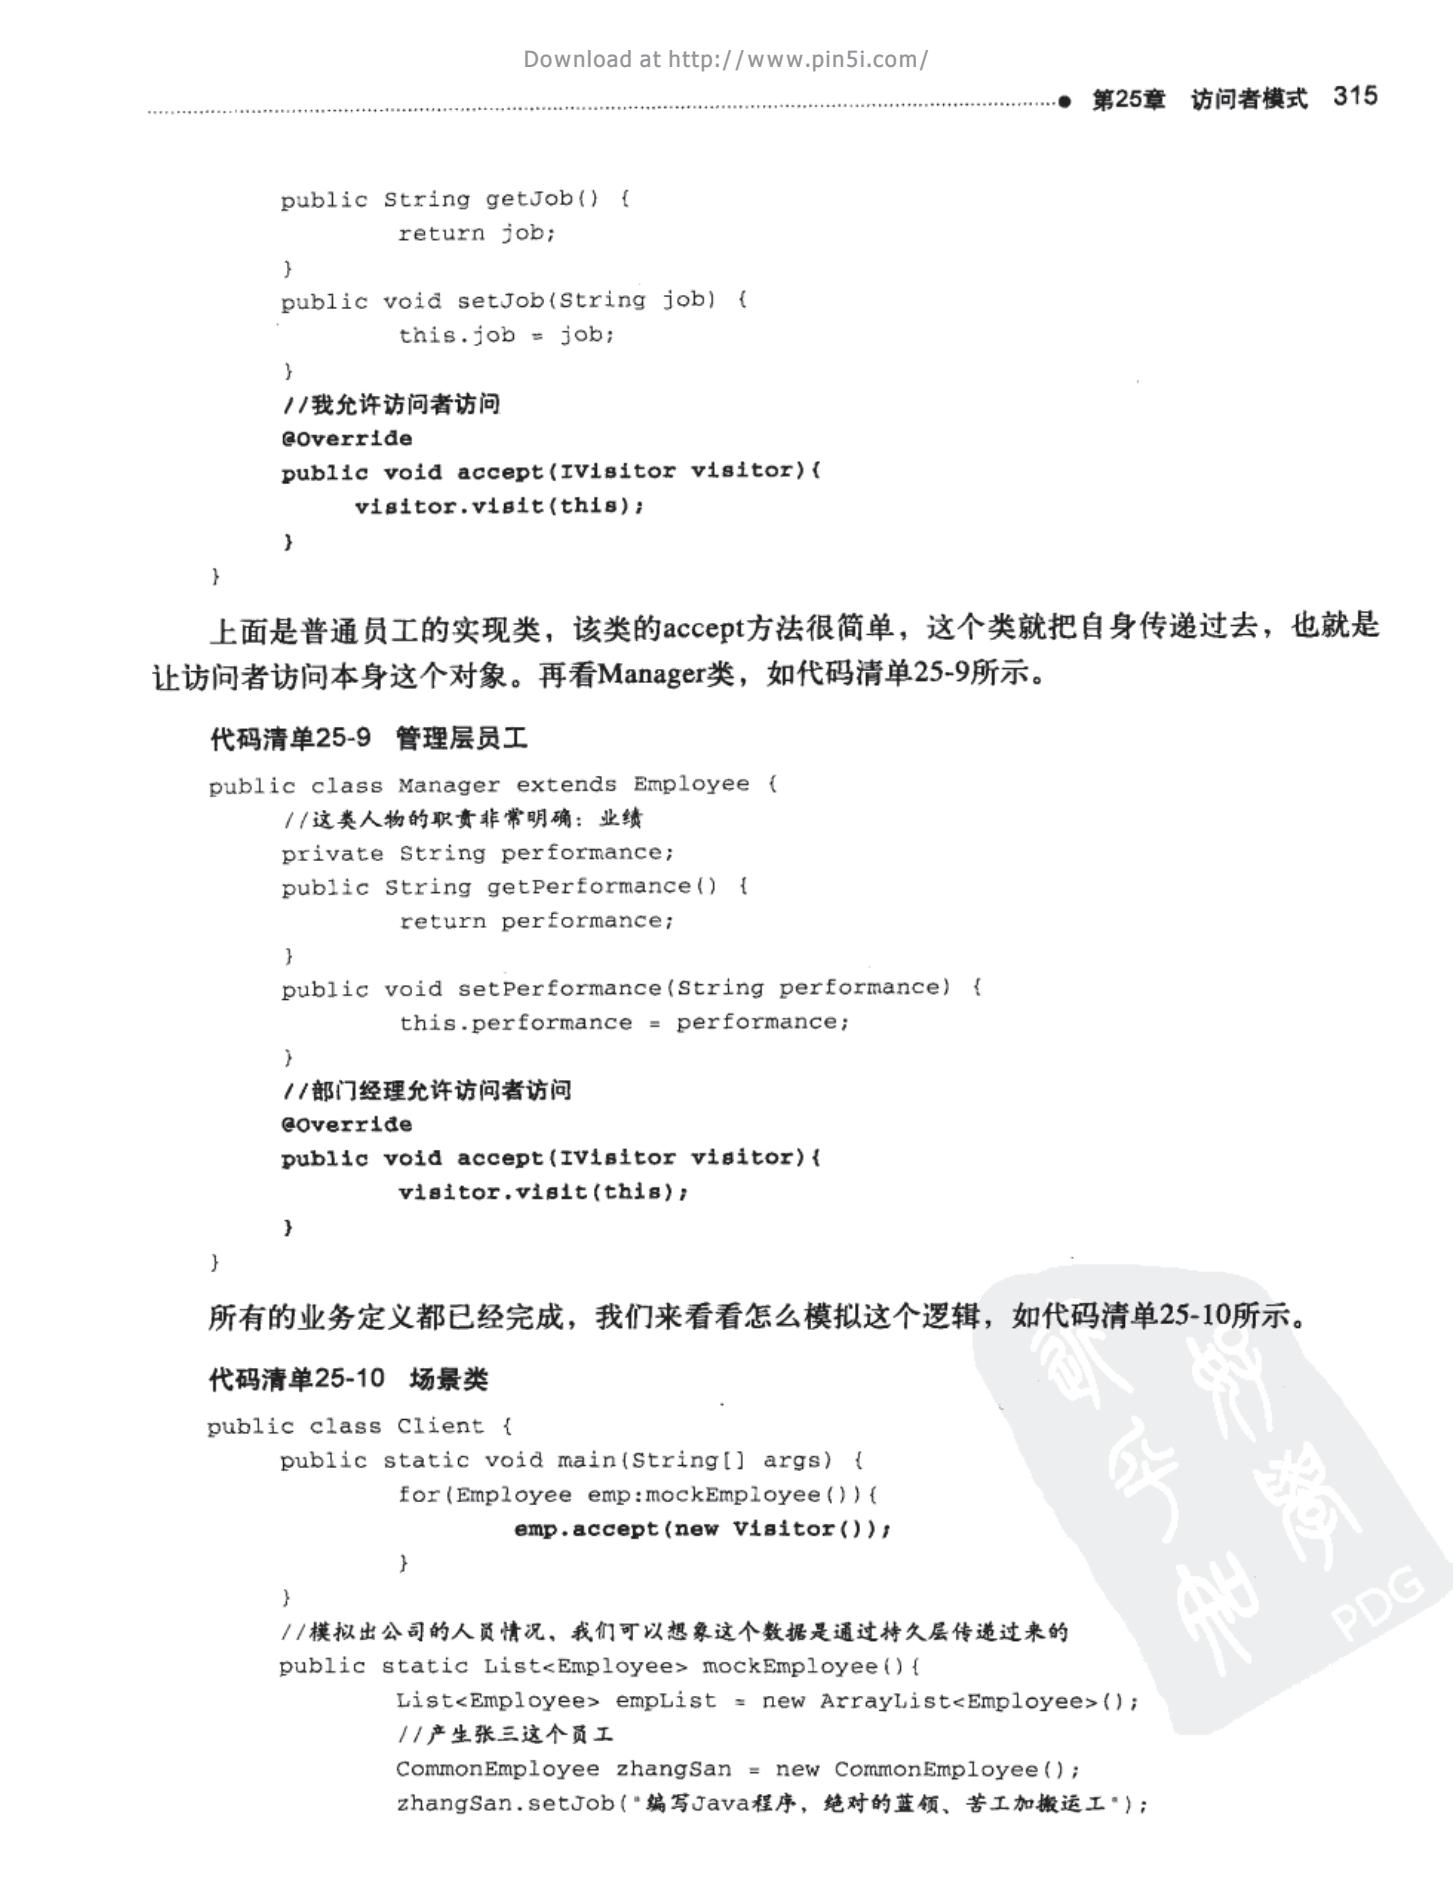 Download at http://www.pin5i.com/
第25章 访问者模式 315
public String getJob() {
return job;
}
public void setJob(String job) {
this.job = job;
}
//我允许访问者访问
@Override
public void accept(IVisitor visitor){
visitor.visit(this);
}
}
上面是普通员工的实现类，该类的accept方法很简单，这个类就把自身传递过去，也就是
让访问者访问本身这个对象。再看Manager类，如代码清单25-9所示。
代码清单25-9 管理层员工
public class Manager extends Employee {
//这类人物的职责非常明确：业绩
private String performance;
public String getPerformance() {
return performance;
}
public void setPerformance(String performance) {
this.performance = performance;
}
//部门经理允许访问者访问
@Override
public void accept(IVisitor visitor){
visitor.visit(this);
}
}
所有的业务定义都已经完成，我们来看看怎么模拟这个逻辑，如代码清单25-10所示。
代码清单25-10 场景类
public class Client {
public static void main(String[] args) {
for(Employee emp:mockEmployee()){
emp.accept(new Visitor());
}
}
//模拟出公司的人员情况、我们可以想象这个数据是通过持久层传递过来的
public static List<Employee> mockEmployee(){
List<Employee> empList = new ArrayList<Employee>();
//产生张三这个员工
CommonEmployee zhangSan = new CommonEmployee();
zhangSan.setJob("编写Java程序，绝对的蓝领、苦工加搬运工");
PDG